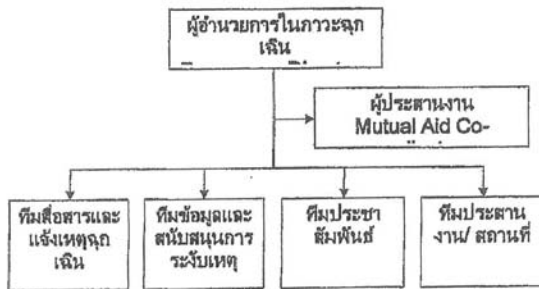 ผู้อำนวยการในภาวะฉุก
เฉิน
ผู้ประสานงาน
Mutual Aid Co-
ทีมสื่อสารและ
แจ้งเหตุฉุก
เฉิน
ทีมข้อมูลและ
สนับสนุนการ
ระงับเหตุ
ทีมประชา
สัมพันธ์
ทีมประสาน
งาน/ สถานที่